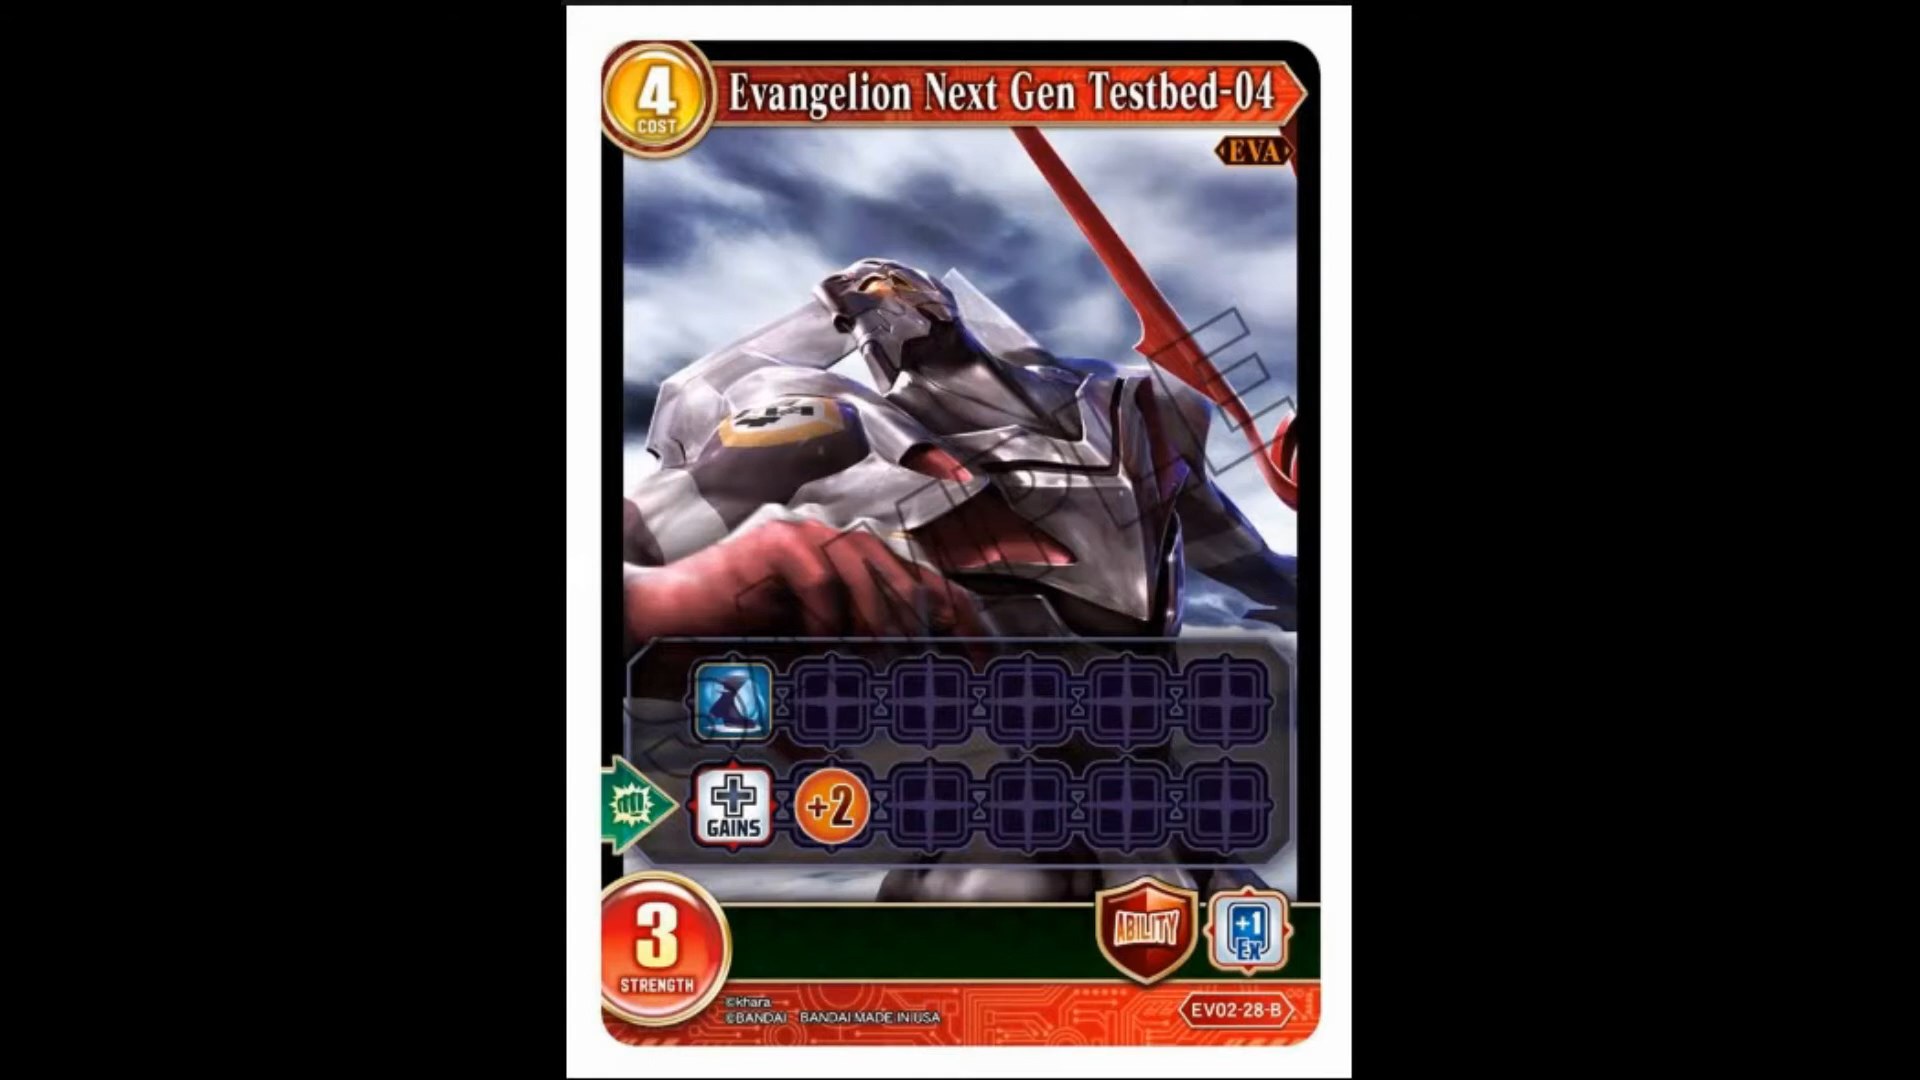 4
COST
Evangelion Next Gen Testbed-04
EVA
SAMPLE
GAINS
+2
3
STRENGTH
ABILITY
+1
Ex
©khara
©BANDAI BANDAI MADE IN USA
EV02-28-B